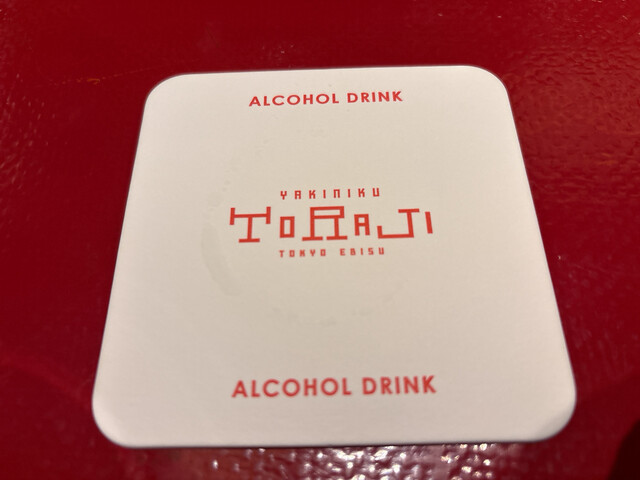 ALCOHOL DRINK
YAKINIKU
TORAJI
TOKYO EBISU
ALCOHOL DRINK